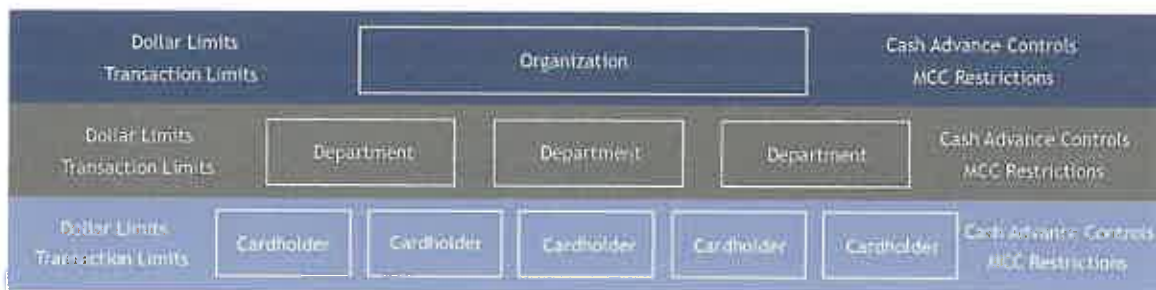 Dollar Limits
Transaction Limits
Organization
Cash Advance Controls
MCC Restrictions
Dollar Limits
Transaction Limits
Department
Department
Department
Cash Advance Controls
MCC Restrictions
Dollar Limits
Transaction Limits
Cardholder
Cardholder
Cardholder
Cardholder
Cardholder
Cash Advance Controls
MCC Restrictions